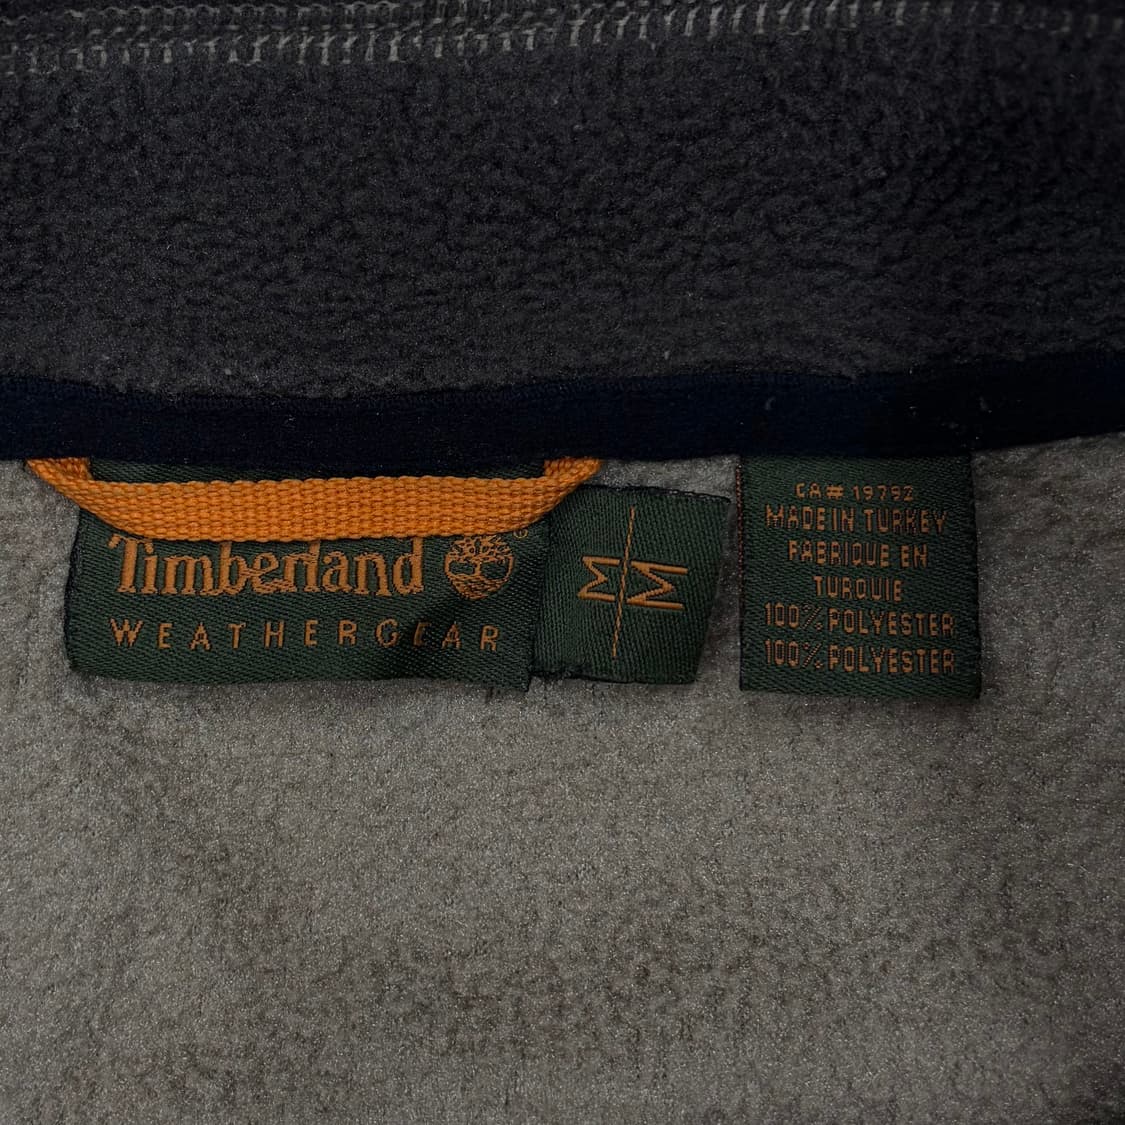 Timberland®
WEATHERGEAR
M/M
CA# 19792
MADE IN TURKEY
FABRIQUE EN
TURQUIE
100% POLYESTER
100% POLYESTER